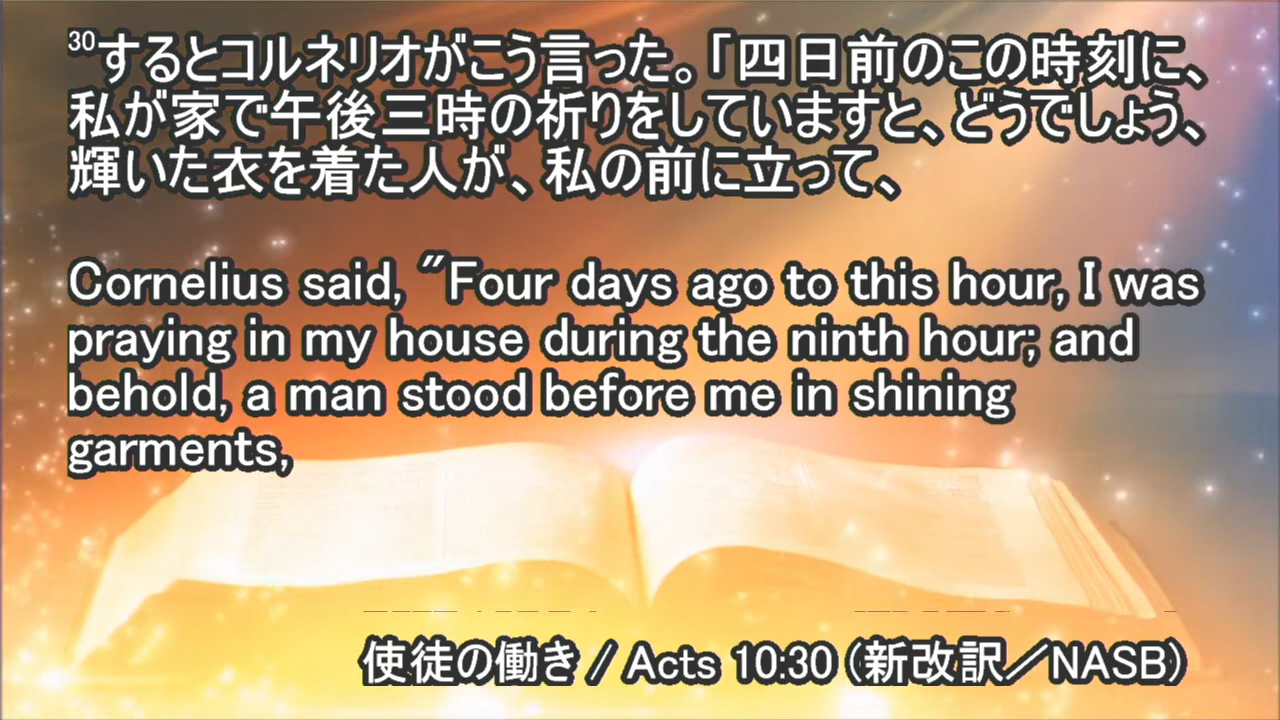 30するとコルネリオがこう言った。「四日前のこの時刻に、
私が家で午後三時の祈りをしていますと、どうでしょう、
輝いた衣を着た人が、私の前に立って、
Cornelius said, "Four days ago to this hour, I was
praying in my house during the ninth hour; and
behold, a man stood before me in shining
garments,
使徒の働き / Acts 10:30 (新改訳／NASB)